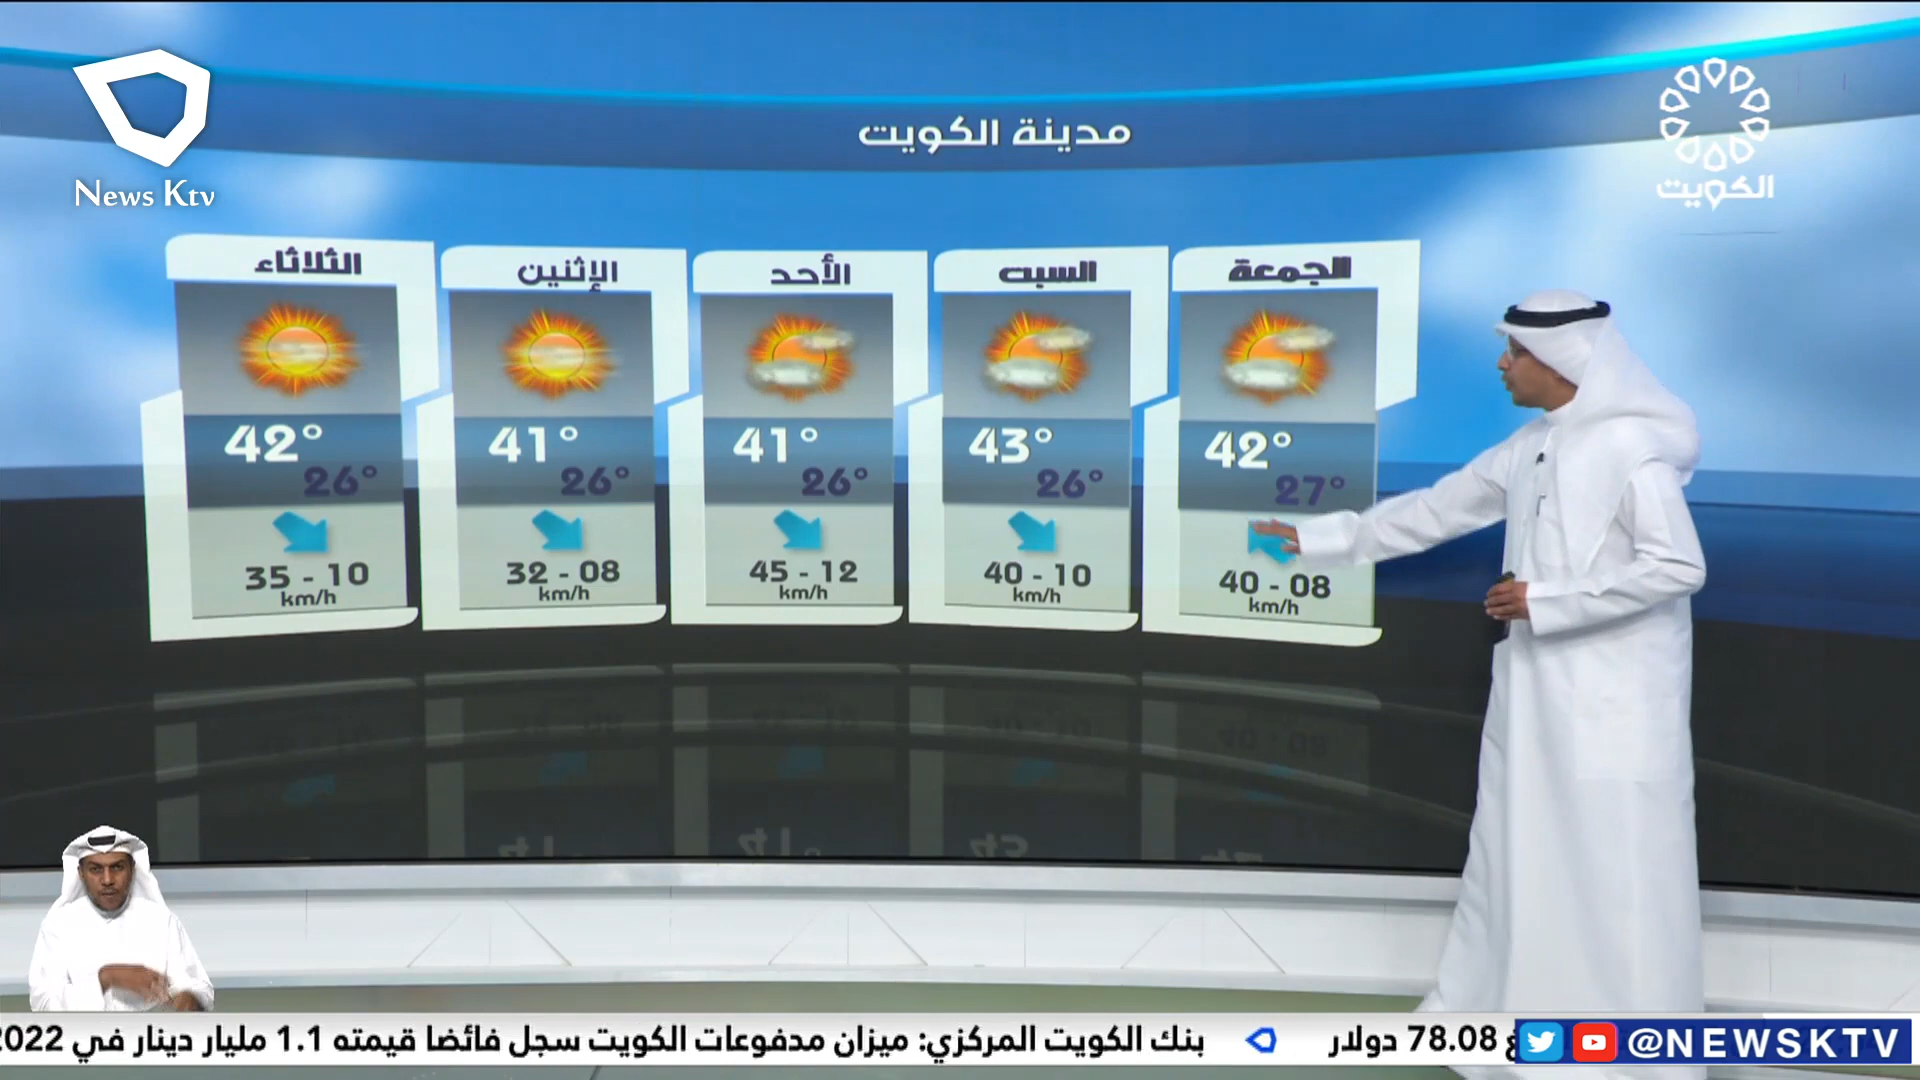 News Ktv
الكويت
مدينة الكويت
الجمعة
42°
27°
40 - 08
km/h
السبت
43°
26°
40 - 10
km/h
الأحد
41°
26°
45 - 12
km/h
الإثنين
41°
26°
32 - 08
km/h
الثلاثاء
42°
26°
35 - 10
km/h
78.08 دولار
بنك الكويت المركزي: ميزان مدفوعات الكويت سجل فائضا قيمته 1.1 مليار دينار في 2022
@NEWSKTV